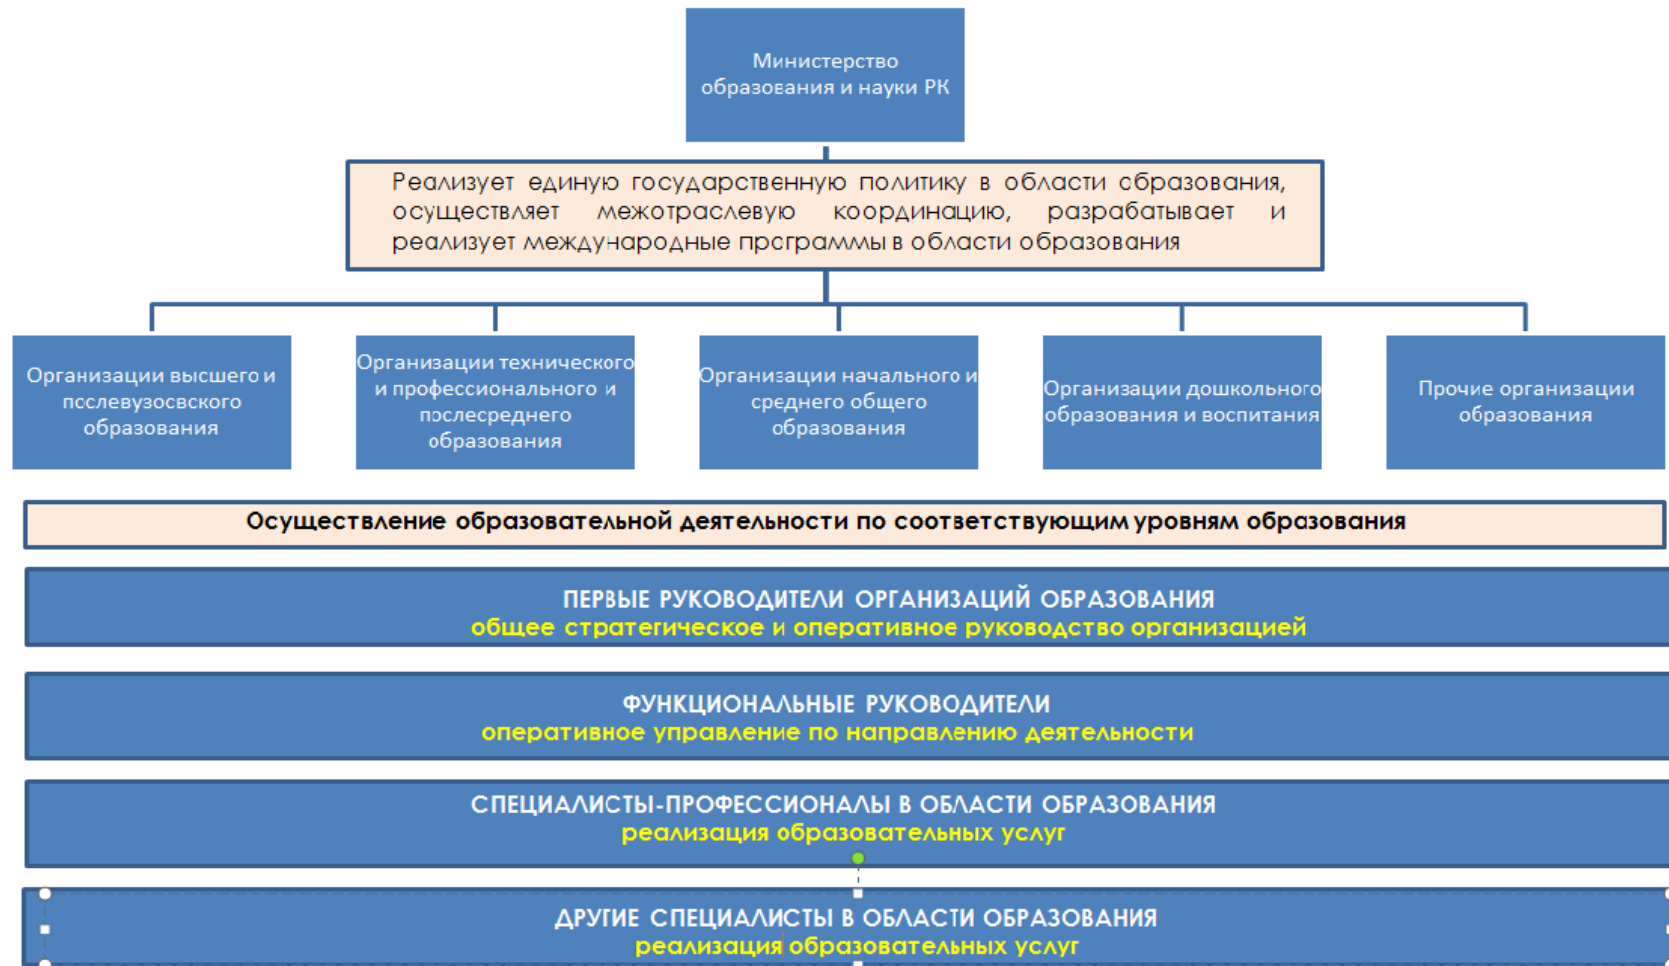 Министерство
образования и науки РК
Реализует единую государственную политику в области образования,
осуществляет межотраслевую координацию, разрабатывает и
реализует международные программы в области образования
Организации высшего и
послевузосвского
образования
Организации технического
и профессионального и
послесреднего
образования
Организации начального и
среднего общего
образования
Организации дошкольного
образования и воспитания
Прочие организации
образования
Осуществление образовательной деятельности по соответствующим уровням образования
ПЕРВЫЕ РУКОВОДИТЕЛИ ОРГАНИЗАЦИЙ ОБРАЗОВАНИЯ
общее стратегическое и оперативное руководство организацией
ФУНКЦИОНАЛЬНЫЕ РУКОВОДИТЕЛИ
оперативное управление по направлению деятельности
СПЕЦИАЛИСТЫ-ПРОФЕССИОНАЛЫ В ОБЛАСТИ ОБРАЗОВАНИЯ
реализация образовательных услуг
ДРУГИЕ СПЕЦИАЛИСТЫ В ОБЛАСТИ ОБРАЗОВАНИЯ
реализация образовательных услуг